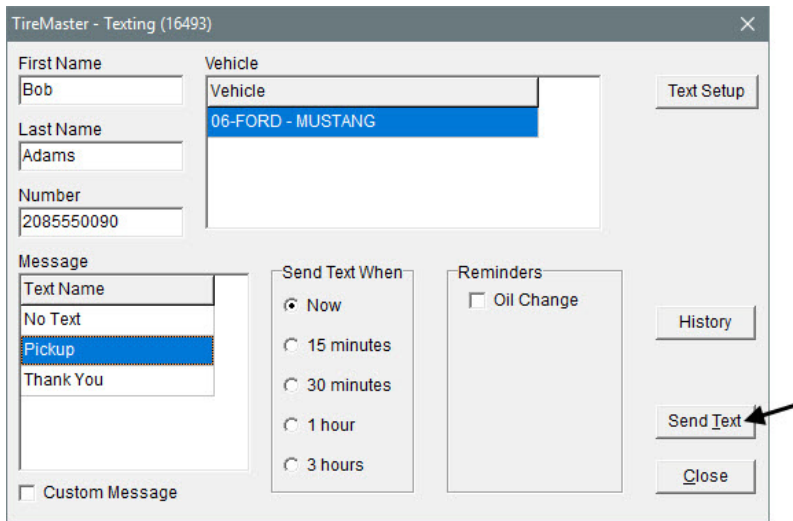 TireMaster - Texting (16493)
First Name
Bob
Last Name
Adams
Number
2085550090
Vehicle
Vehicle
06-FORD - MUSTANG
Text Setup
Message
Text Name
No Text
Pickup
Thank You
Custom Message
Send Text When
Now
15 minutes
30 minutes
1 hour
3 hours
Reminders
Oil Change
History
Send Text
Close